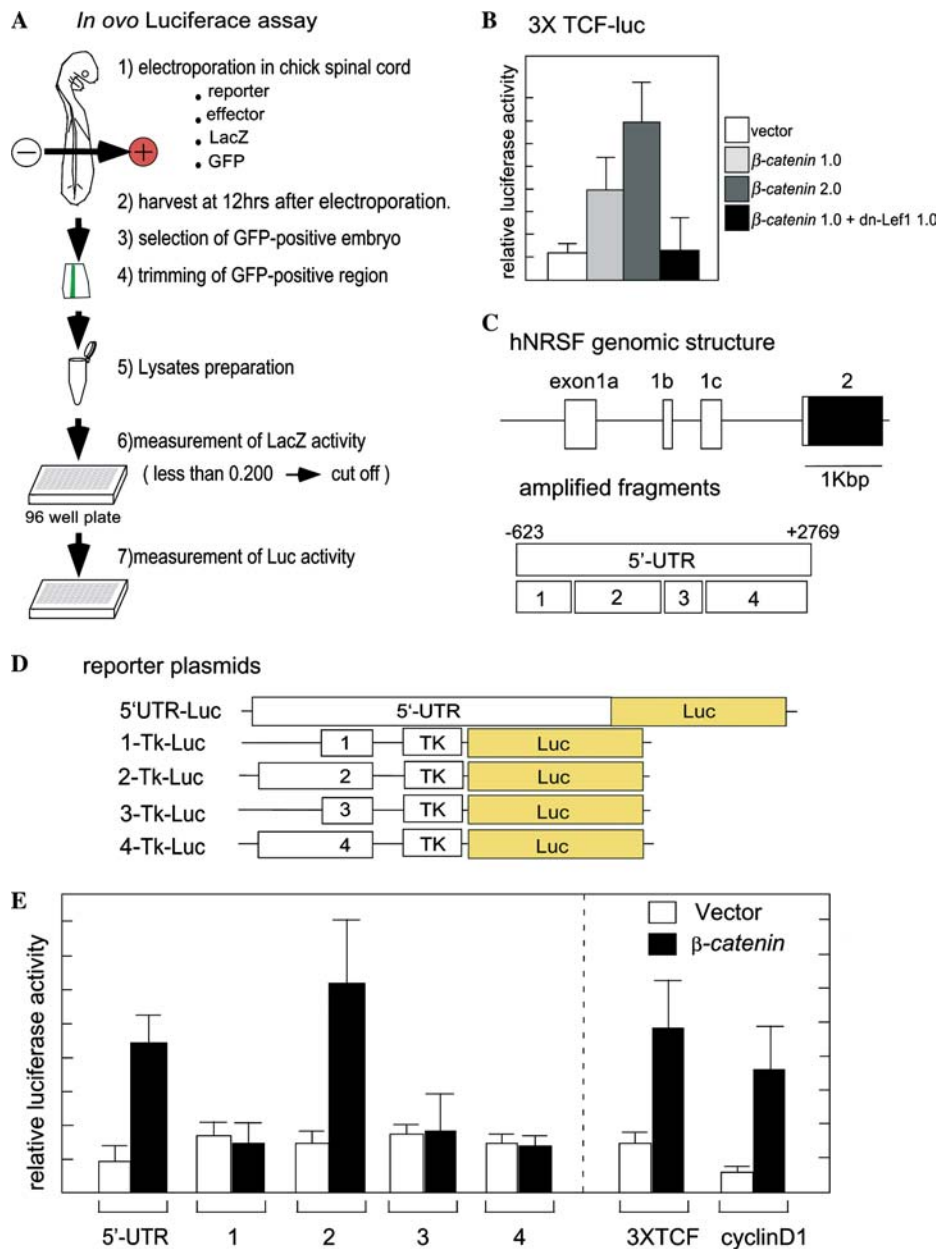 A
In ovo Luciferace assay
1) electroporation in chick spinal cord
• reporter
• effector
• LacZ
• GFP
− +
2) harvest at 12hrs after electroporation.
3) selection of GFP-positive embryo
4) trimming of GFP-positive region
5) Lysates preparation
6)measurement of LacZ activity
( less than 0.200 → cut off )
96 well plate
7)measurement of Luc activity
B
3X TCF-luc
relative luciferase activity
vector
β-catenin 1.0
β-catenin 2.0
β-catenin 1.0 + dn-Lef1 1.0
C
hNRSF genomic structure
exon1a 1b 1c 2
1Kbp
amplified fragments
-623 +2769
5'-UTR
1 2 3 4
D
reporter plasmids
5'UTR-Luc 5'-UTR Luc
1-Tk-Luc 1 TK Luc
2-Tk-Luc 2 TK Luc
3-Tk-Luc 3 TK Luc
4-Tk-Luc 4 TK Luc
E
relative luciferase activity
Vector
β-catenin
5'-UTR 1 2 3 4 3XTCF cyclinD1